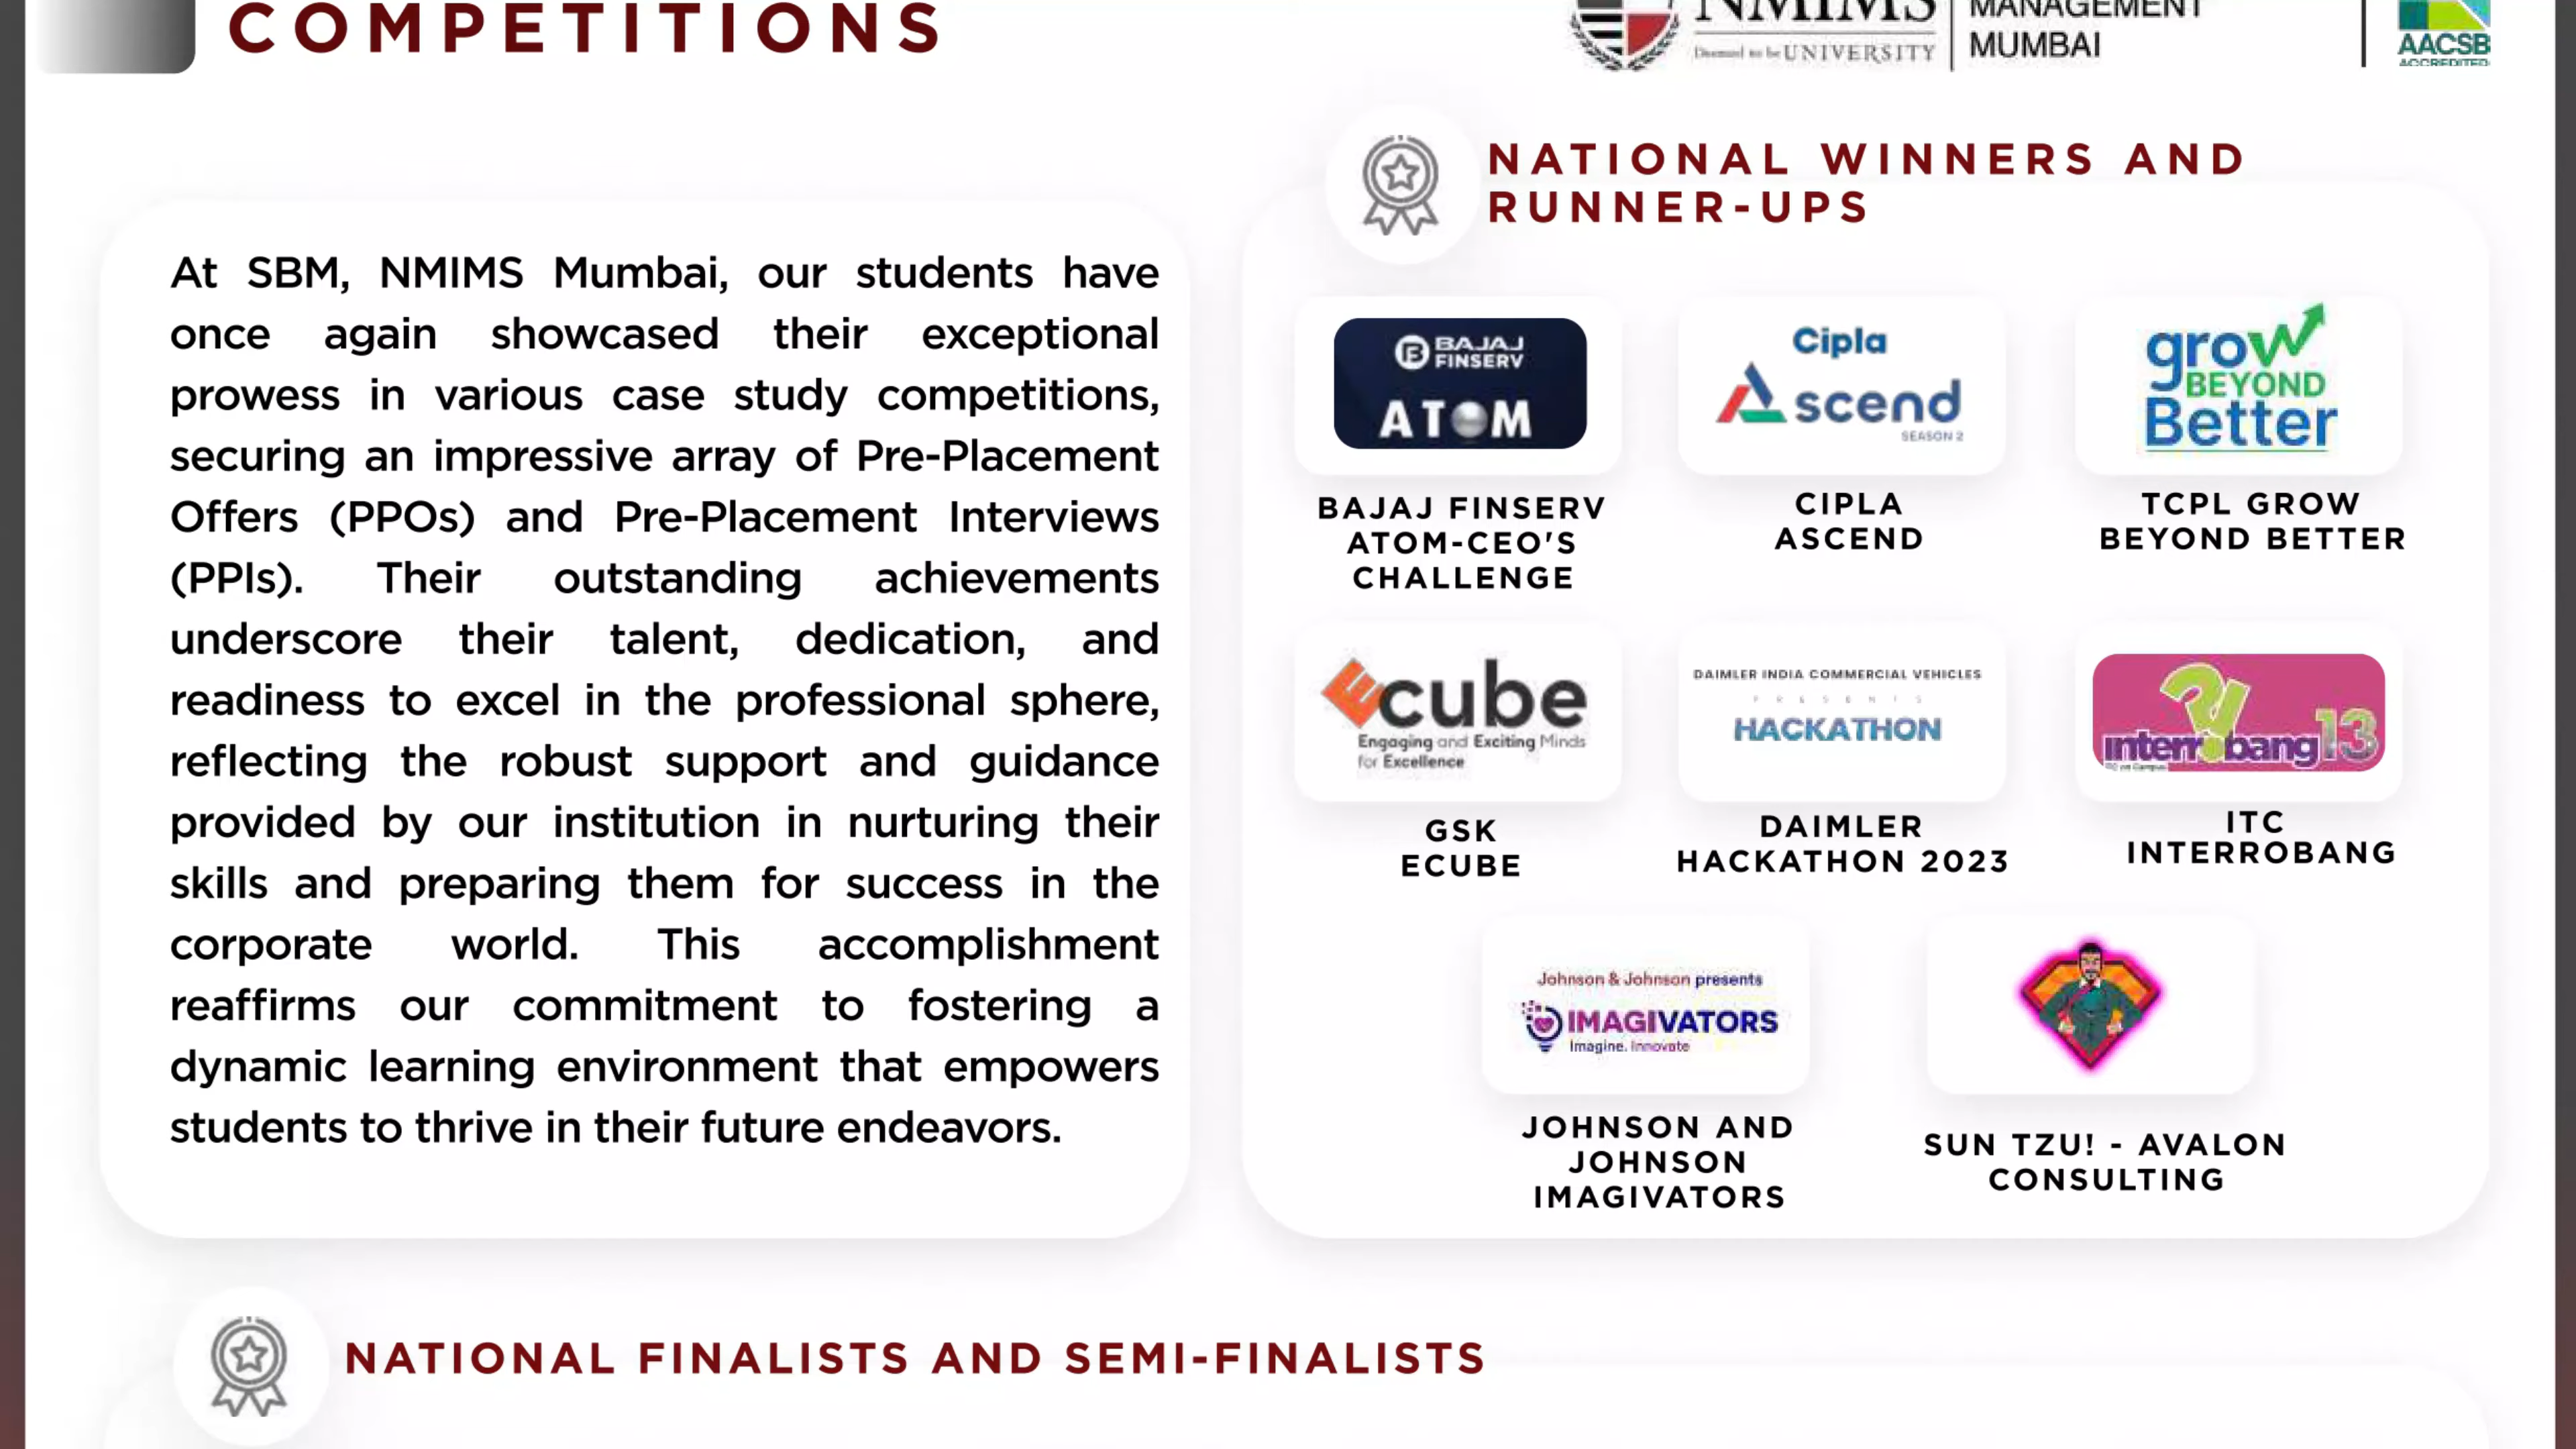 COMPETITIONS
NMIMS
Deemed to be UNIVERSITY
MANAGEMENT
MUMBAI
AACSB
ACCREDITED
At SBM, NMIMS Mumbai, our students have
once again showcased their exceptional
prowess in various case study competitions,
securing an impressive array of Pre-Placement
Offers (PPOs) and Pre-Placement Interviews
(PPIs). Their outstanding achievements
underscore their talent, dedication, and
readiness to excel in the professional sphere,
reflecting the robust support and guidance
provided by our institution in nurturing their
skills and preparing them for success in the
corporate world. This accomplishment
reaffirms our commitment to fostering a
dynamic learning environment that empowers
students to thrive in their future endeavors.
NATIONAL WINNERS AND
RUNNER-UPS
BAJAJ
FINSERV
ATOM
BAJAJ FINSERV
ATOM-CEO'S
CHALLENGE
Cipla
Ascend
SEASON 2
CIPLA
ASCEND
grow
BEYOND
Better
TCPL GROW
BEYOND BETTER
Ecube
Engaging and Exciting Minds
for Excellence
GSK
ECUBE
DAIMLER INDIA COMMERCIAL VEHICLES
PRESENTS
HACKATHON
DAIMLER
HACKATHON 2023
interrobang13
ITC on Campus
ITC
INTERROBANG
Johnson & Johnson presents
IMAGIVATORS
Imagine. Innovate
JOHNSON AND
JOHNSON
IMAGIVATORS
SUN TZU! - AVALON
CONSULTING
NATIONAL FINALISTS AND SEMI-FINALISTS